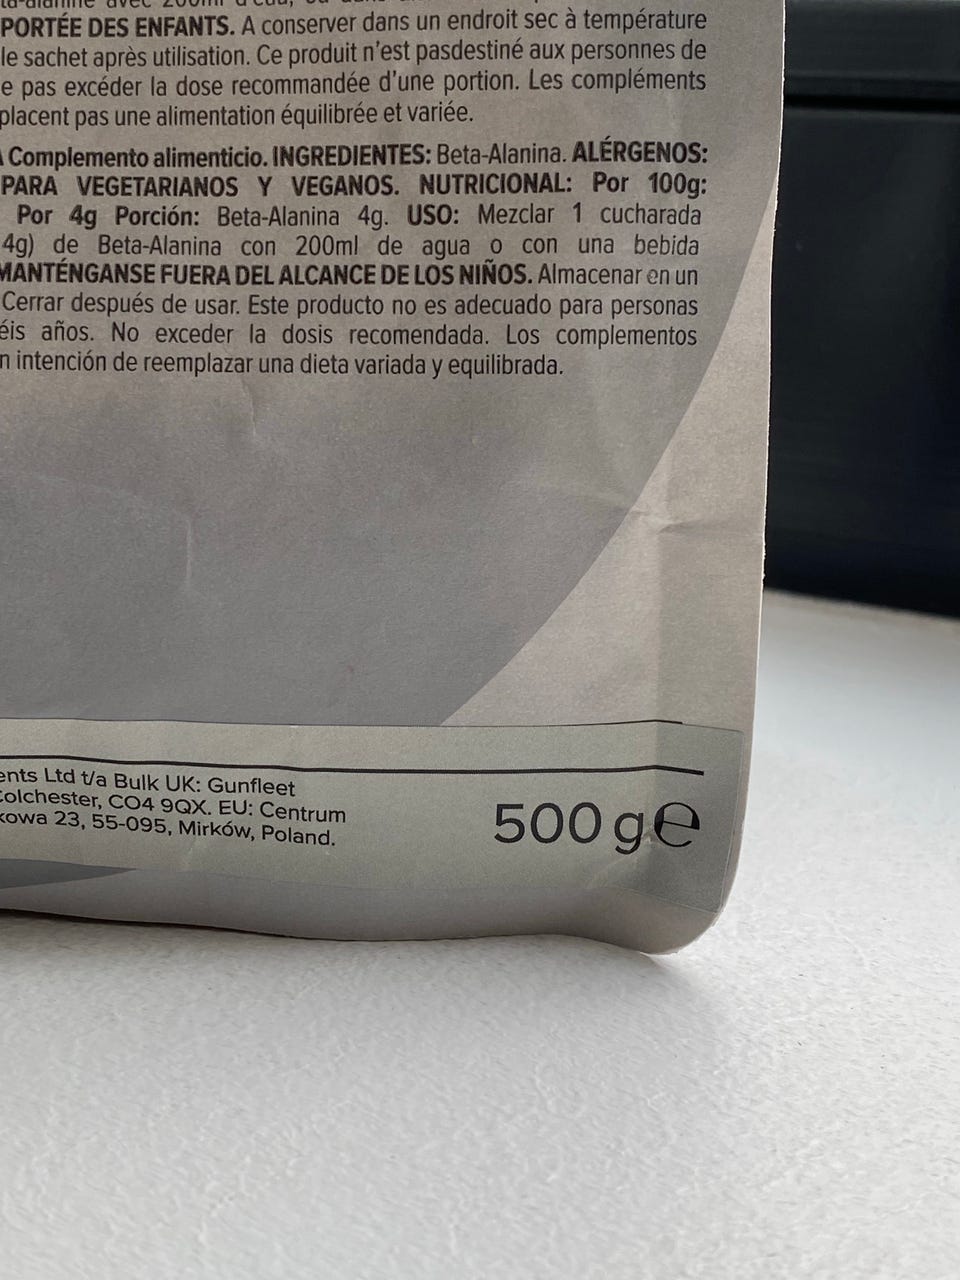 PORTÉE DES ENFANTS. A conserver dans un endroit sec à température
le sachet après utilisation. Ce produit n'est pasdestiné aux personnes de
e pas excéder la dose recommandée d'une portion. Les compléments
placent pas une alimentation équilibrée et variée.
Complemento alimenticio. INGREDIENTES: Beta-Alanina. ALÉRGENOS:
PARA VEGETARIANOS Y VEGANOS. NUTRICIONAL: Por 100g:
Por 4g Porción: Beta-Alanina 4g. USO: Mezclar 1 cucharada
4g) de Beta-Alanina con 200ml de agua o con una bebida
MANTÉNGANSE FUERA DEL ALCANCE DE LOS NIÑOS. Almacenar en un
Cerrar después de usar. Este producto no es adecuado para personas
éis años. No exceder la dosis recomendada. Los complementos
n intención de reemplazar una dieta variada y equilibrada.
ents Ltd t/a Bulk UK: Gunfleet
Colchester, CO4 9QX. EU: Centrum
kowa 23, 55-095, Mirków, Poland.
500 g℮